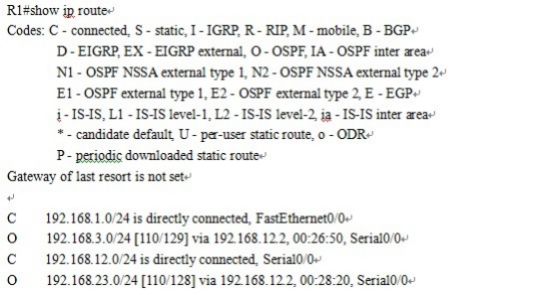 R1#show ip route
Codes: C - connected, S - static, I - IGRP, R - RIP, M - mobile, B - BGP
D - EIGRP, EX - EIGRP external, O - OSPF, IA - OSPF inter area
N1 - OSPF NSSA external type 1, N2 - OSPF NSSA external type 2
E1 - OSPF external type 1, E2 - OSPF external type 2, E - EGP
i - IS-IS, L1 - IS-IS level-1, L2 - IS-IS level-2, ia - IS-IS inter area
* - candidate default, U - per-user static route, o - ODR
P - periodic downloaded static route
Gateway of last resort is not set
C 192.168.1.0/24 is directly connected, FastEthernet0/0
O 192.168.3.0/24 [110/129] via 192.168.12.2, 00:26:50, Serial0/0
C 192.168.12.0/24 is directly connected, Serial0/0
O 192.168.23.0/24 [110/128] via 192.168.12.2, 00:28:20, Serial0/0